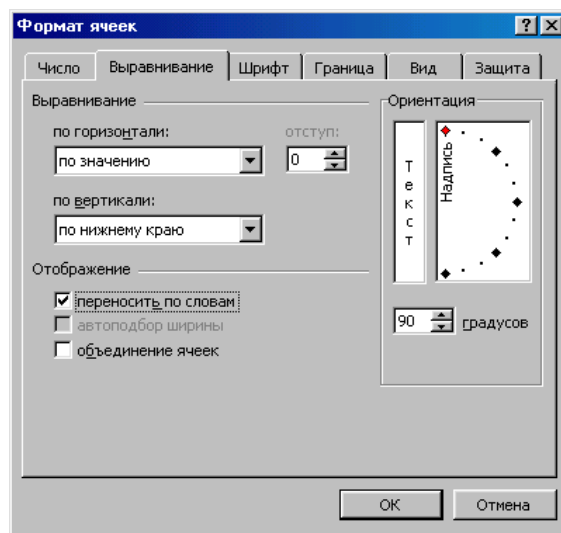 Формат ячеек
Число Выравнивание Шрифт Граница Вид Защита
Выравнивание
по горизонтали:
отступ:
по значению
0
по вертикали:
по нижнему краю
Отображение
переносить по словам
автоподбор ширины
объединение ячеек
Ориентация
Текст
Надпись
90 градусов
ОК Отмена